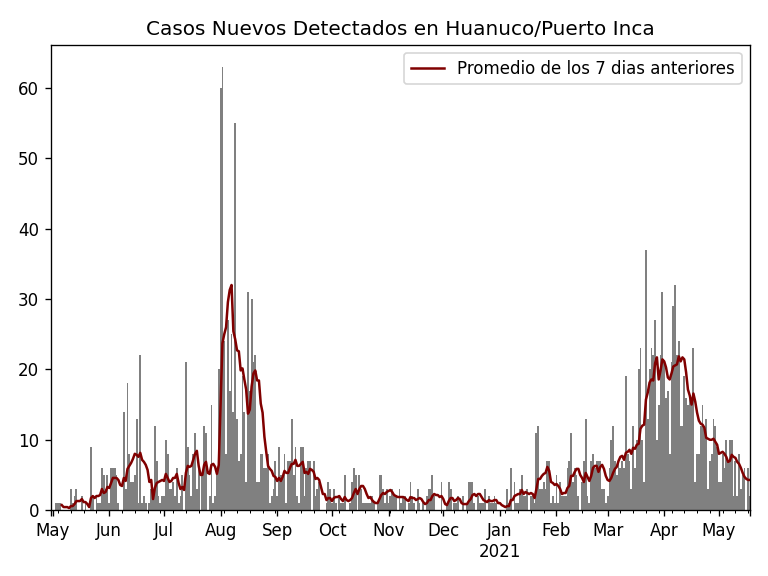 Casos Nuevos Detectados en Huanuco/Puerto Inca
Promedio de los 7 dias anteriores
60
50
40
30
20
10
0
May Jun Jul Aug Sep Oct Nov Dec Jan Feb Mar Apr May
2021